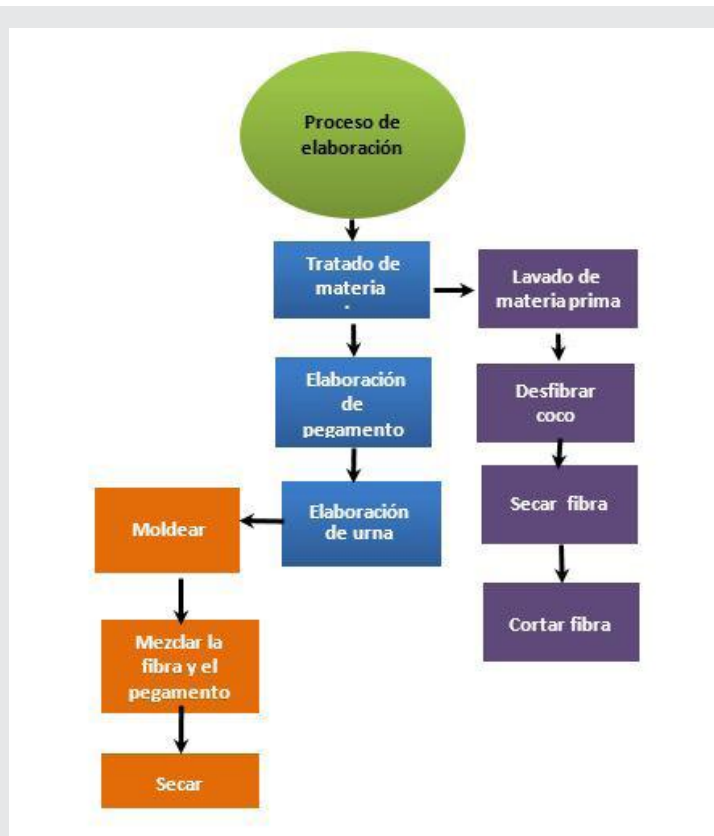 Proceso de
elaboración
Tratado de
materia
Lavado de
materia prima
Elaboración
de
pegamento
Desfibrar
coco
Elaboración
de urna
Secar fibra
Moldear
Cortar fibra
Mezclar la
fibra y el
pegamento
Secar